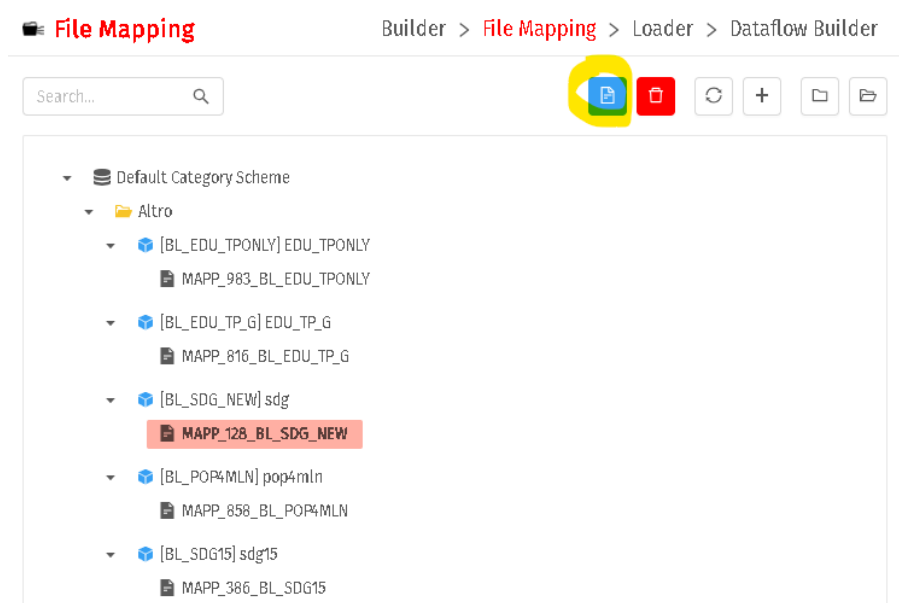 File Mapping
Builder > File Mapping > Loader > Dataflow Builder
Search...
Default Category Scheme
Altro
[BL_EDU_TPONLY] EDU_TPONLY
MAPP_983_BL_EDU_TPONLY
[BL_EDU_TP_G] EDU_TP_G
MAPP_816_BL_EDU_TP_G
[BL_SDG_NEW] sdg
MAPP_128_BL_SDG_NEW
[BL_POP4MLN] pop4mln
MAPP_858_BL_POP4MLN
[BL_SDG15] sdg15
MAPP_386_BL_SDG15